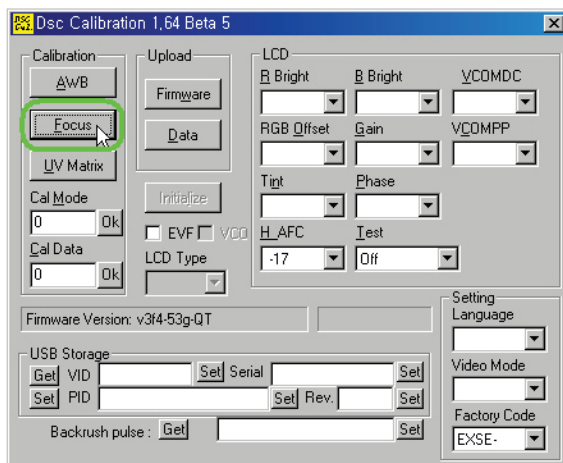 DSC CAL. Dsc Calibration 1,64 Beta 5
Calibration
AWB
Focus
UV Matrix
Cal Mode
0 Ok
Cal Data
0 Ok
Upload
Firmware
Data
Initialize
EVF VCO
LCD Type
LCD
R Bright B Bright VCOMDC
RGB Offset Gain VCOMPP
Tint Phase
H_AFC Test
-17 Off
Firmware Version: v3f4-53g-QT
USB Storage
Get VID Set Serial Set
Set PID Set Rev. Set
Backrush pulse : Get Set
Setting
Language
Video Mode
Factory Code
EXSE-